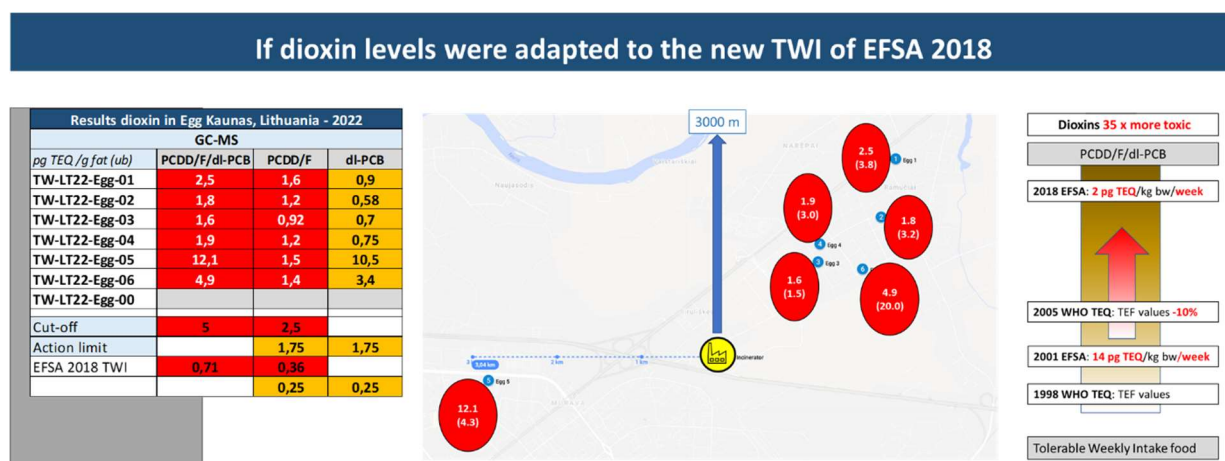 If dioxin levels were adapted to the new TWI of EFSA 2018
Results dioxin in Egg Kaunas, Lithuania - 2022
GC-MS
pg TEQ /g fat (ub) PCDD/F/dl-PCB PCDD/F dl-PCB
TW-LT22-Egg-01 2,5 1,6 0,9
TW-LT22-Egg-02 1,8 1,2 0,58
TW-LT22-Egg-03 1,6 0,92 0,7
TW-LT22-Egg-04 1,9 1,2 0,75
TW-LT22-Egg-05 12,1 1,5 10,5
TW-LT22-Egg-06 4,9 1,4 3,4
TW-LT22-Egg-00
Cut-off 5 2,5
Action limit 1,75 1,75
EFSA 2018 TWI 0,71 0,36
0,25 0,25
3000 m
2.5
(3.8)
1 Egg 1
1.9
(3.0)
2
1.8
(3.2)
4 Egg 4
3 Egg 3
6
1.6
(1.5)
4.9
(20.0)
Incinerator
3,04 km
2 km
1 km
5 Egg 5
12.1
(4.3)
Dioxins 35 x more toxic
PCDD/F/dl-PCB
2018 EFSA: 2 pg TEQ/kg bw/week
2005 WHO TEQ: TEF values -10%
2001 EFSA: 14 pg TEQ/kg bw/week
1998 WHO TEQ: TEF values
Tolerable Weekly Intake food